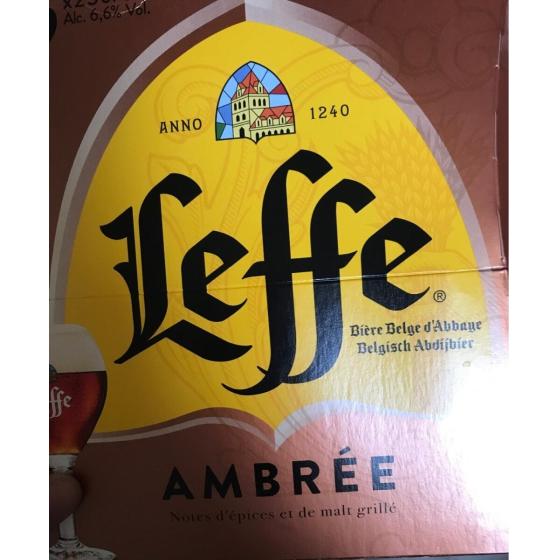 Alc. 6,6% Vol.
ANNO 1240
Leffe
®
Bière Belge d'Abbaye
Belgisch Abdijbier
AMBRÉE
Notes d'épices et de malt grillé